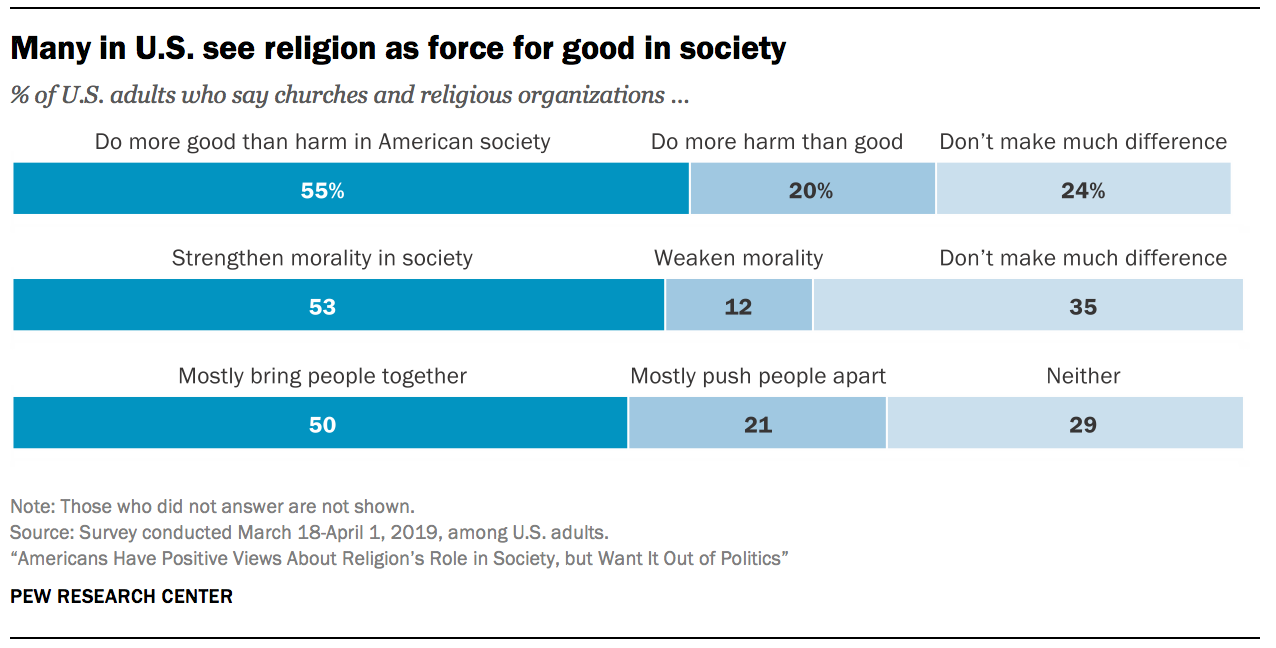 Many in U.S. see religion as force for good in society
% of U.S. adults who say churches and religious organizations ...
Do more good than harm in American society Do more harm than good Don’t make much difference
55% 20% 24%
Strengthen morality in society Weaken morality Don’t make much difference
53 12 35
Mostly bring people together Mostly push people apart Neither
50 21 29
Note: Those who did not answer are not shown.
Source: Survey conducted March 18-April 1, 2019, among U.S. adults.
“Americans Have Positive Views About Religion’s Role in Society, but Want It Out of Politics”
PEW RESEARCH CENTER